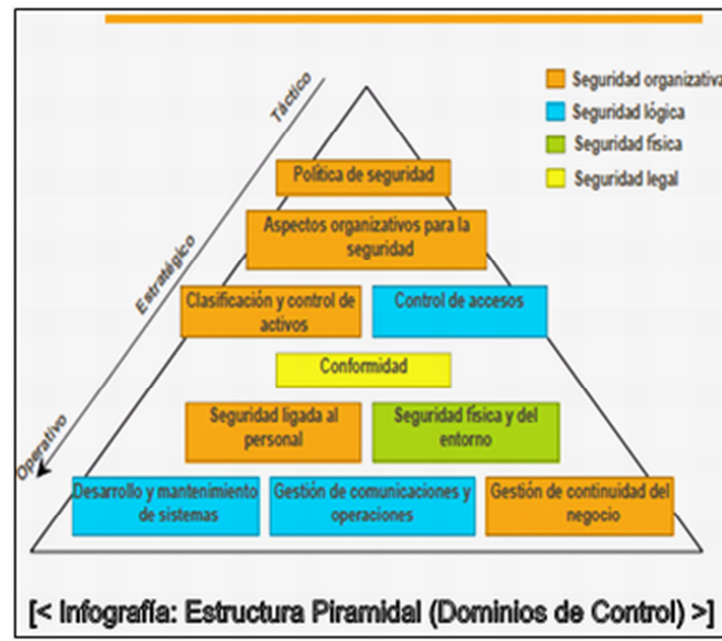 Táctico
Estratégico
Operativo
Seguridad organizativa
Seguridad lógica
Seguridad física
Seguridad legal
Política de seguridad
Aspectos organizativos para la
seguridad
Clasificación y control de
activos
Control de accesos
Conformidad
Seguridad ligada al
personal
Seguridad física y del
entorno
Desarrollo y mantenimiento
de sistemas
Gestión de comunicaciones y
operaciones
Gestión de continuidad del
negocio
[< Infografía: Estructura Piramidal (Dominios de Control) >]